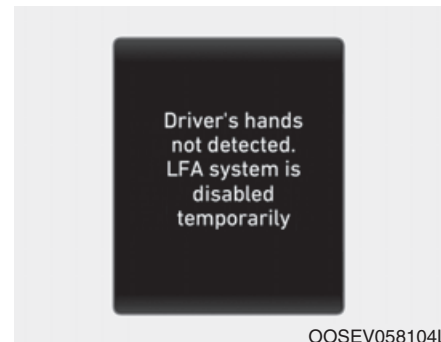 Driver's hands
not detected.
LFA system is
disabled
temporarily
OOSEV058104L